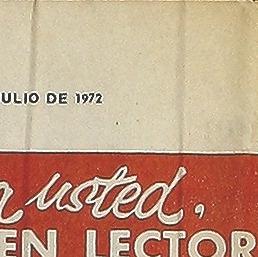 ULIO DE 1972
a usted,
EN LECTOR